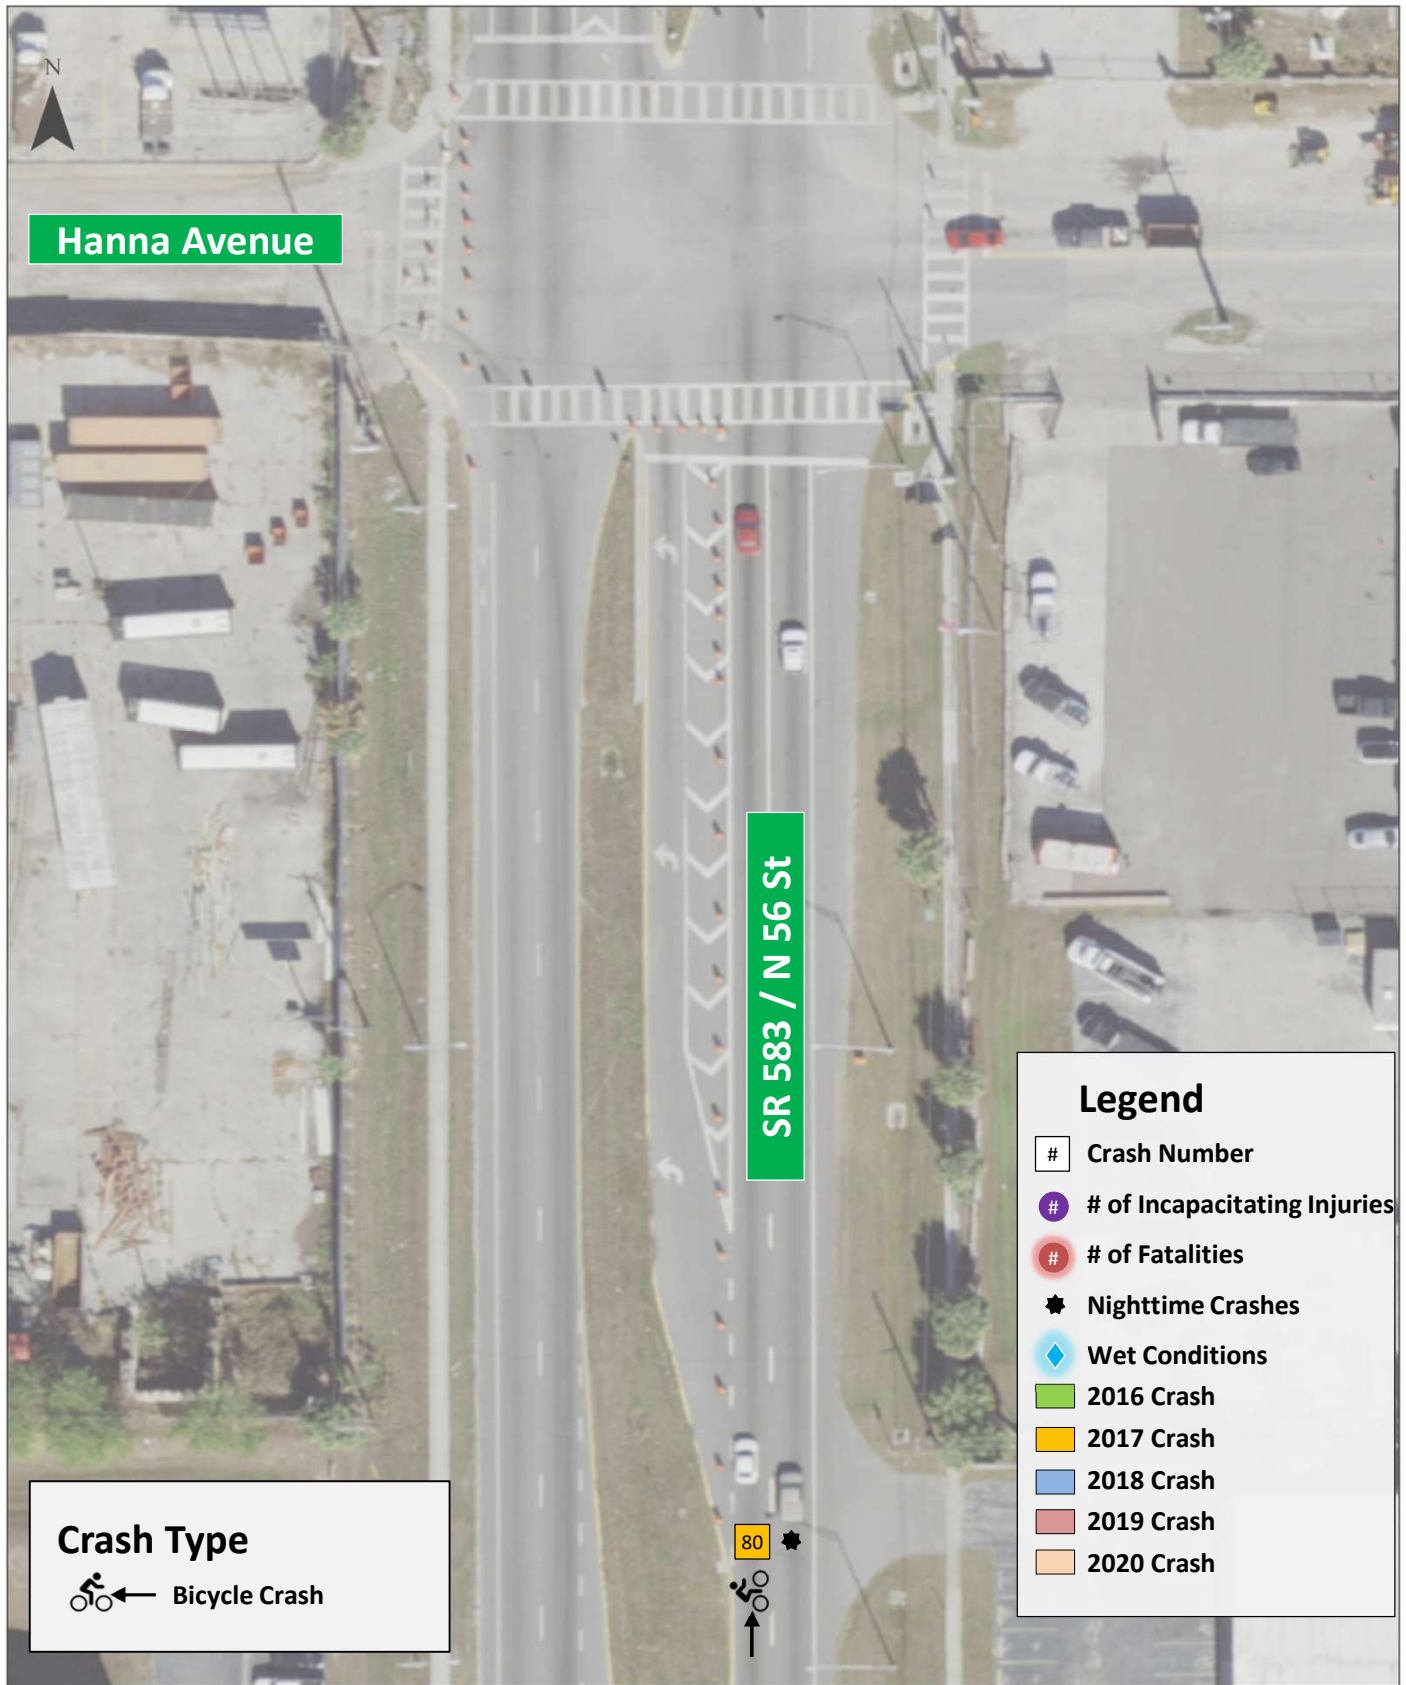 N
Hanna Avenue
SR 583 / N 56 St
Legend
# Crash Number
# # of Incapacitating Injuries
# # of Fatalities
Nighttime Crashes
Wet Conditions
2016 Crash
2017 Crash
2018 Crash
2019 Crash
2020 Crash
Crash Type
Bicycle Crash
80